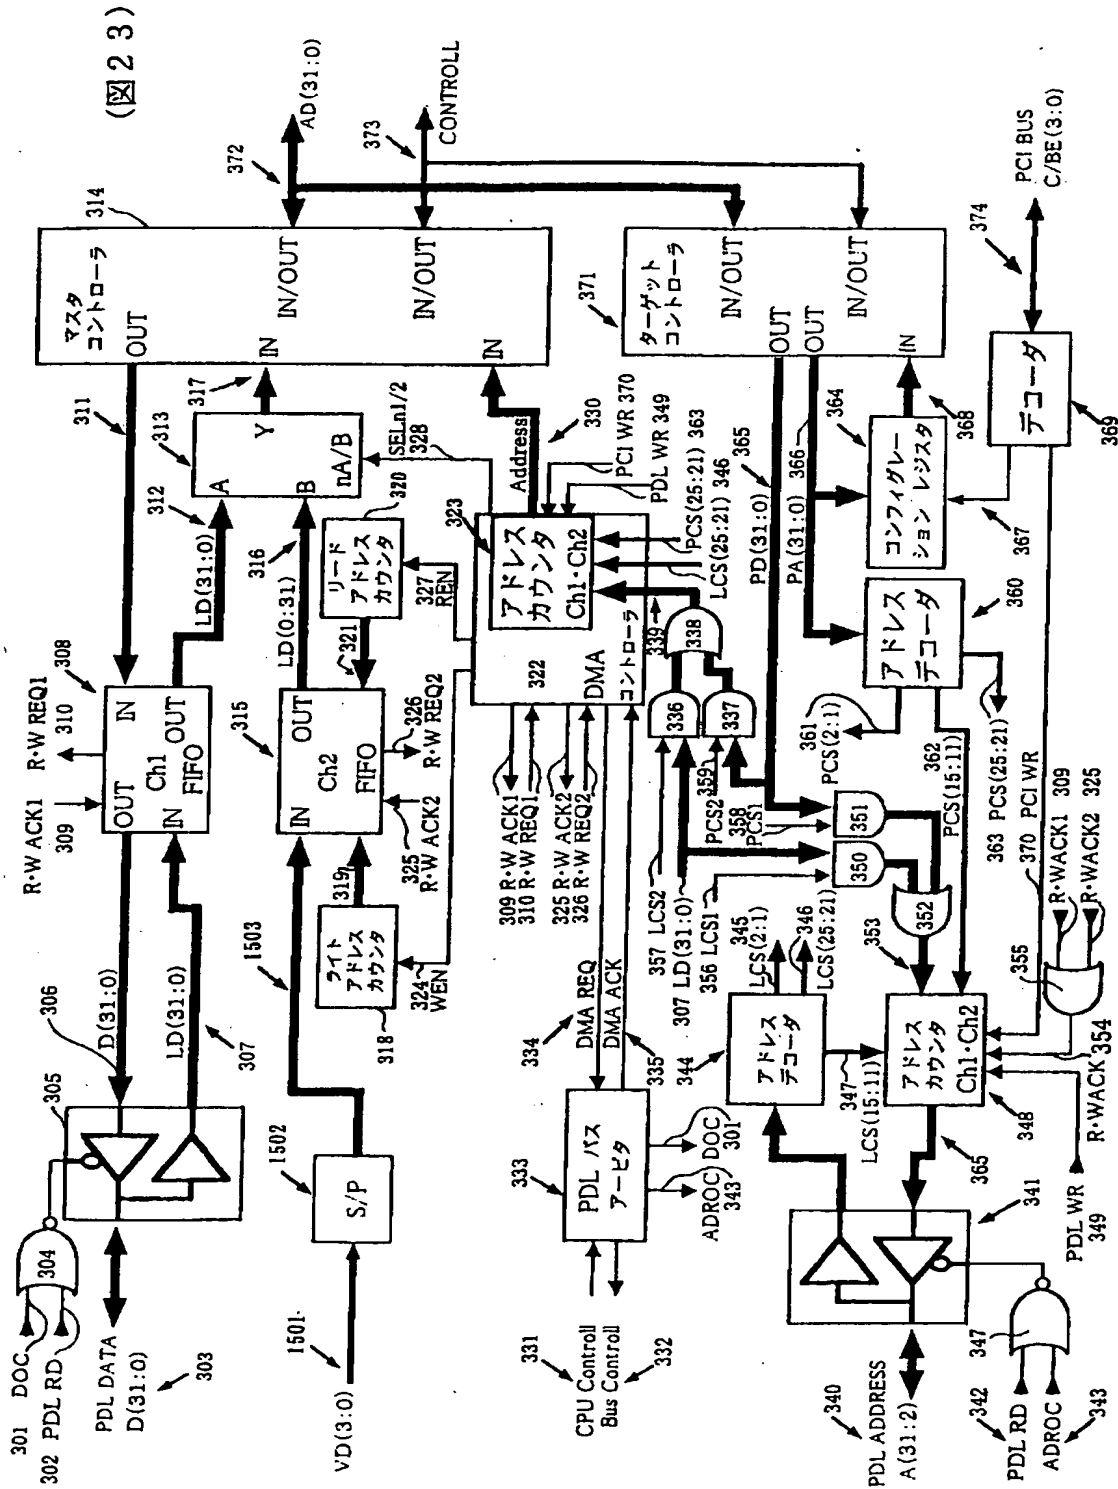 (図23)
301 DOC
302 PDL RD
PDL DATA
D(31:0)
303
304
305
306
D(31:0)
LD(31:0)
307
R・W ACK1
309
R・W REQ1
310
308
OUT
IN
Ch1
FIFO
IN
OUT
311
LD(31:0)
312
313
A
B
Y
nA/B
317
SELn1/2
328
314
マスタ
コントローラ
OUT
IN
IN/OUT
IN/OUT
IN
372
AD(31:0)
373
CONTROLL
VD(3:0)
1501
1502
S/P
1503
ライト
アドレス
カウンタ
318
319
324
WEN
315
IN
OUT
Ch2
FIFO
325
R・W ACK2
326
R・W REQ2
LD(0:31)
316
リード
アドレス
カウンタ
320
321
327
REN
322
DMA
コントローラ
323
アドレス
カウンタ
Ch1・Ch2
Address
330
PCI WR 370
PDL WR 349
PCS(25:21) 363
LCS(25:21) 346
309 R・W ACK1
310 R・W REQ1
325 R・W ACK2
326 R・W REQ2
331
CPU Controll
Bus Controll
332
333
PDL バス
アービタ
334
DMA REQ
DMA ACK
335
ADROC
343
DOC
301
336
337
338
339
357 LCS2
307 LD(31:0)
356 LCS1
359
PCS2
358
PCS1
350
351
352
353
PD(31:0)
365
PA(31:0)
366
371
ターゲット
コントローラ
IN/OUT
OUT
OUT
IN/OUT
IN
364
コンフィグレー
ション レジスタ
367
368
デコーダ
369
374
PCI BUS
C/BE(3:0)
360
アドレス
デコーダ
361
PCS(2:1)
362
PCS(15:11)
363 PCS(25:21)
370 PCI WR
344
アドレス
デコーダ
345
LCS(2:1)
346
LCS(25:21)
347
LCS(15:11)
アドレス
カウンタ
Ch1・Ch2
348
365
PDL WR
349
R・WACK
354
355
R・WACK1 309
R・WACK2 325
341
340
PDL ADDRESS
A(31:2)
347
342
PDL RD
ADROC
343